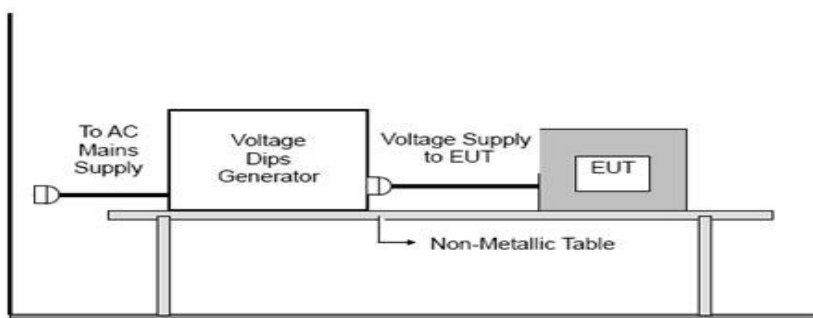 To AC
Mains
Supply
Voltage
Dips
Generator
Voltage Supply
to EUT
EUT
Non-Metallic Table